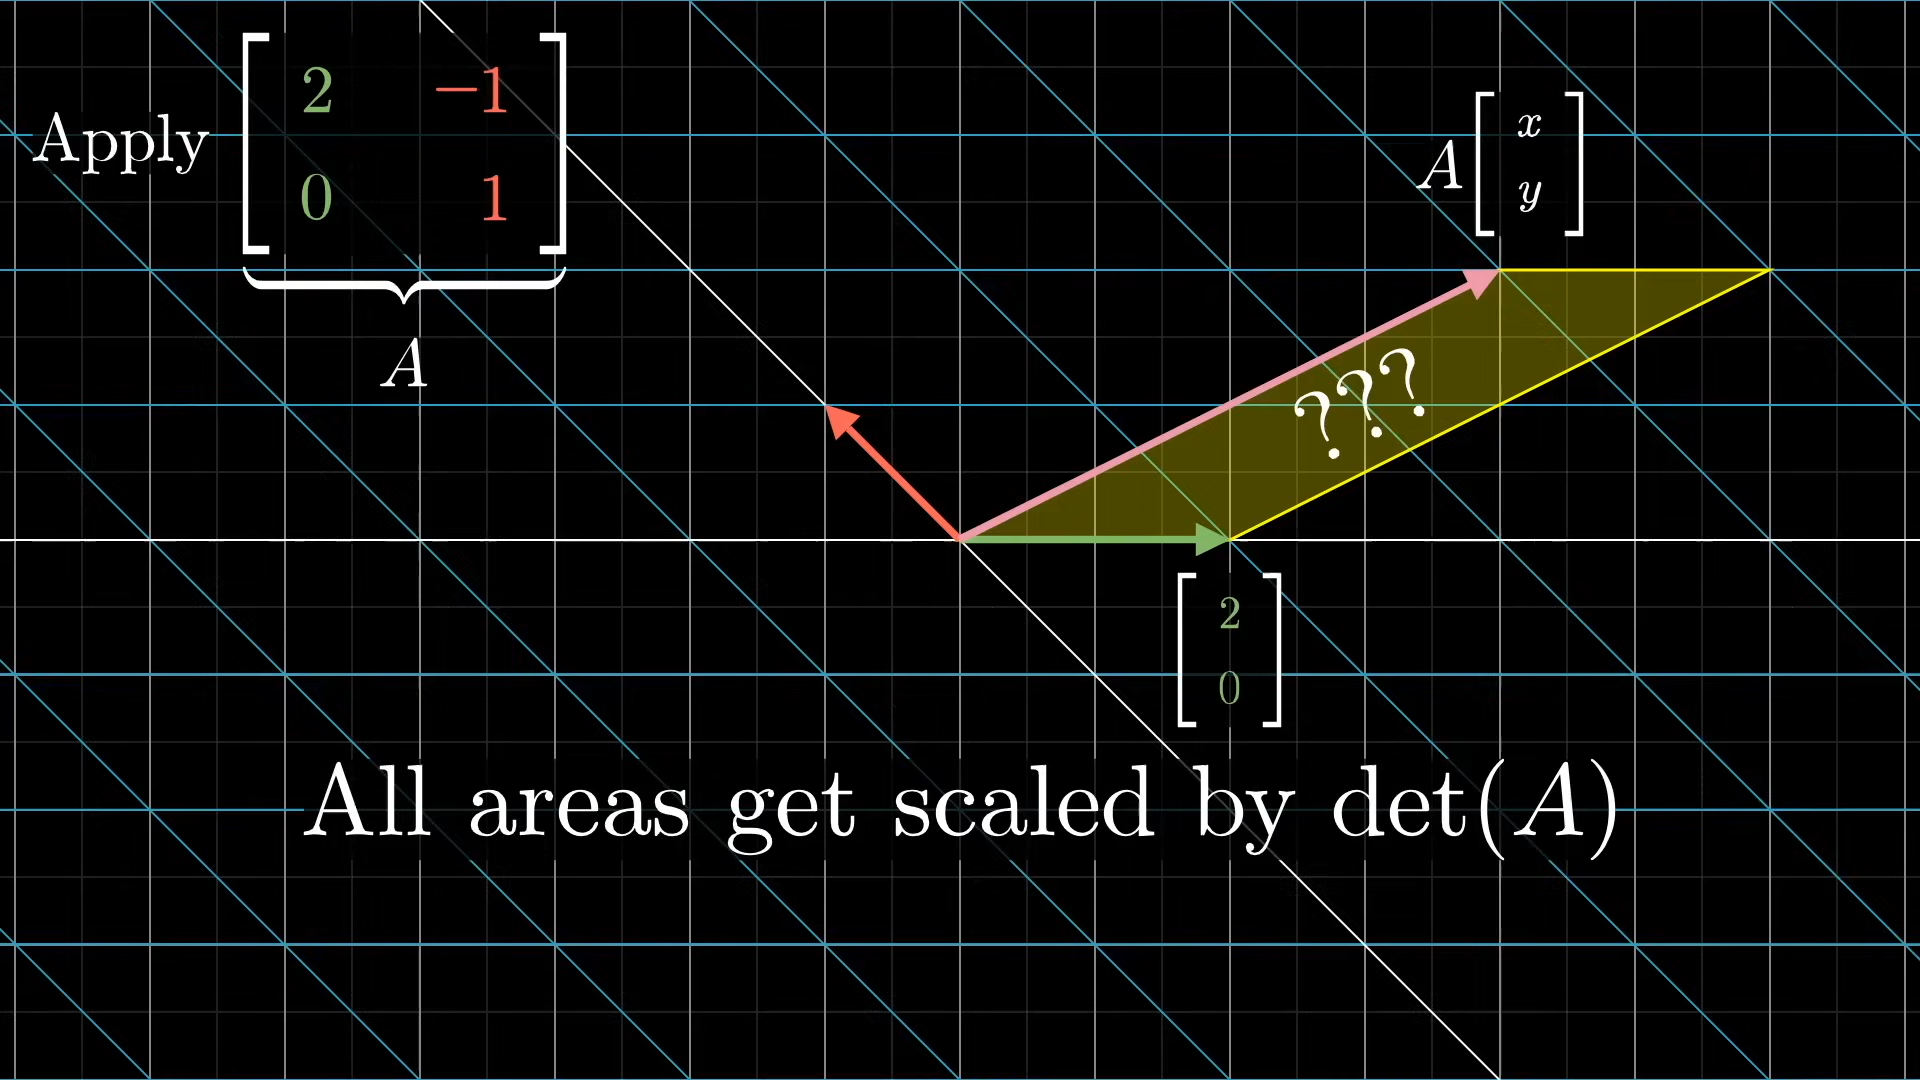 Apply [ 2 −1
0 1 ]
A
A [ x
y ]
???
[ 2
0 ]
All areas get scaled by det(A)